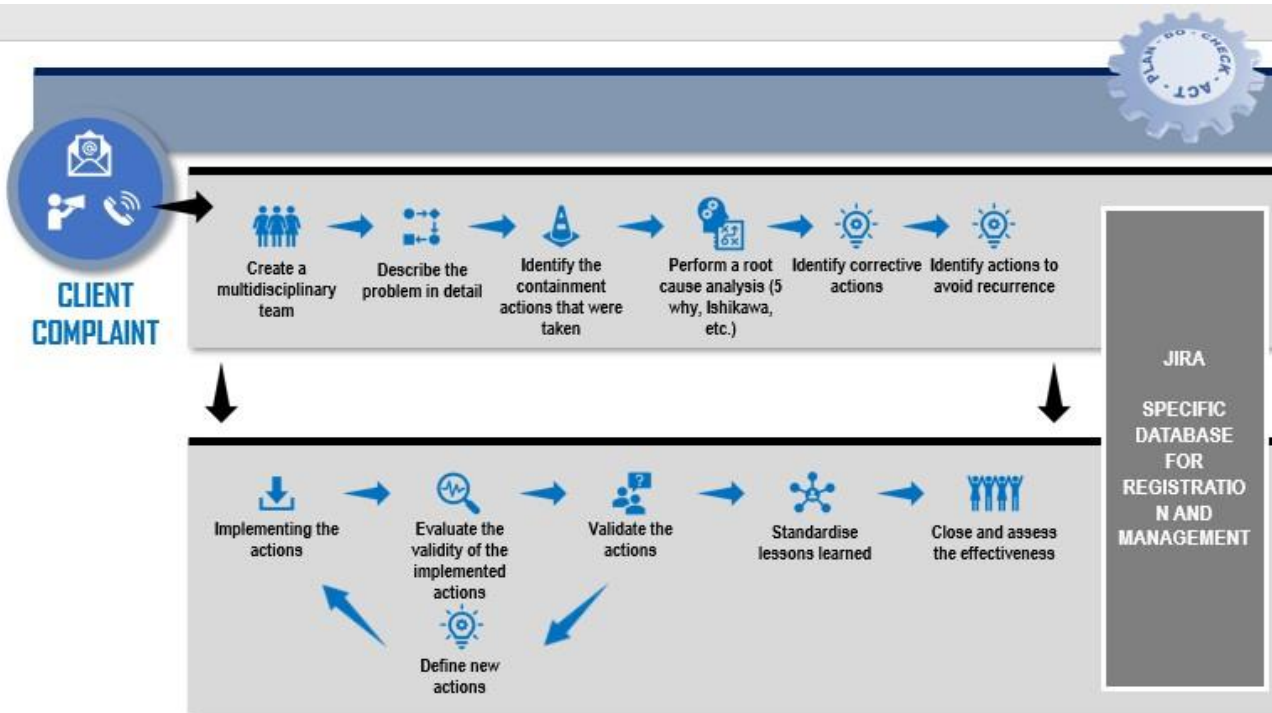 PLAN - DO - CHECK - ACT -
@
CLIENT
COMPLAINT
Create a
multidisciplinary
team
Describe the
problem in detail
Identify the
containment
actions that were
taken
Perform a root
cause analysis (5
why, Ishikawa,
etc.)
Identify corrective
actions
Identify actions to
avoid recurrence
JIRA
SPECIFIC
DATABASE
FOR
REGISTRATIO
N AND
MANAGEMENT
Implementing the
actions
Evaluate the
validity of the
implemented
actions
?
Validate the
actions
Standardise
lessons learned
Close and assess
the effectiveness
Define new
actions